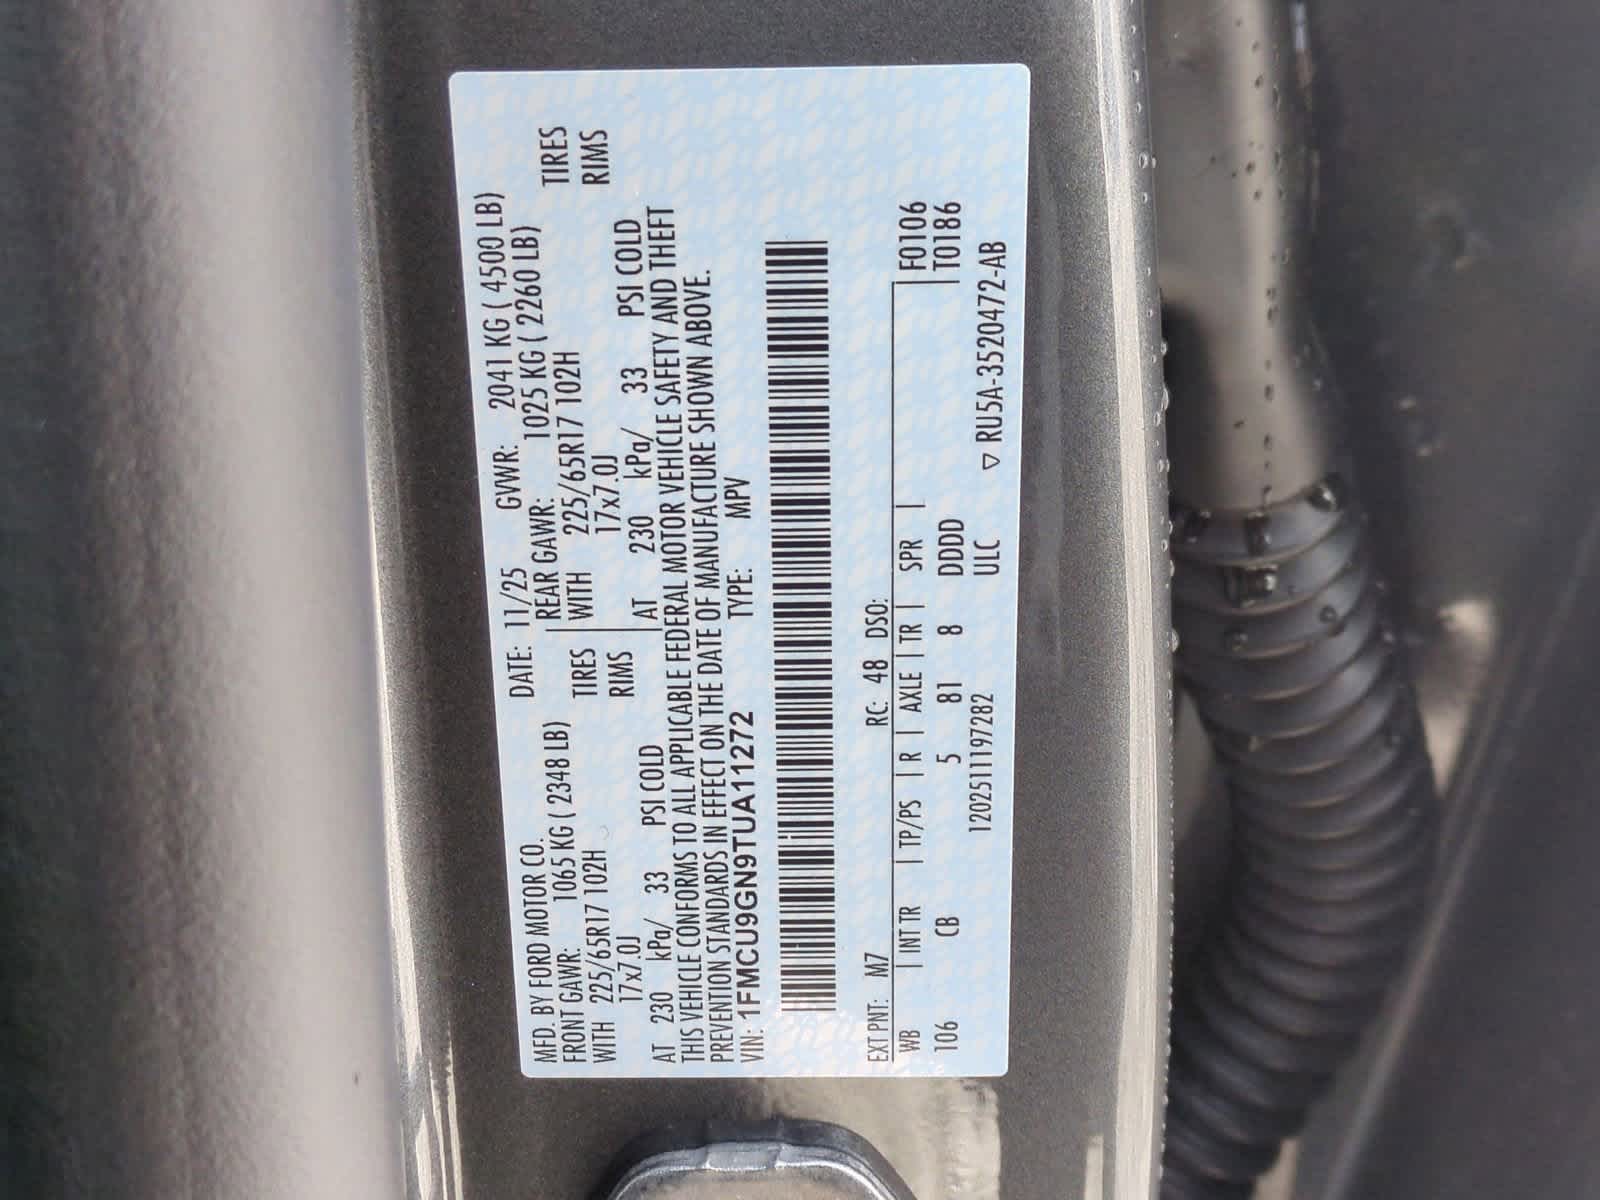 MFD. BY FORD MOTOR CO. DATE: 11/25 GVWR: 2041 KG ( 4500 LB)
FRONT GAWR: 1065 KG ( 2348 LB) REAR GAWR: 1025 KG ( 2260 LB)
WITH 225/65R17 102H TIRES WITH 225/65R17 102H TIRES
17x7.0J RIMS 17x7.0J RIMS
AT 230 kPa/ 33 PSI COLD AT 230 kPa/ 33 PSI COLD
THIS VEHICLE CONFORMS TO ALL APPLICABLE FEDERAL MOTOR VEHICLE SAFETY AND THEFT
PREVENTION STANDARDS IN EFFECT ON THE DATE OF MANUFACTURE SHOWN ABOVE.
VIN: 1FMCU9GN9TUA11272 TYPE: MPV
EXT PNT: M7 RC: 48 DSO:
WB INT TR TP/PS R AXLE TR SPR F0106
106 CB 5 81 8 DDDD T0186
ULC
120251119 7282 ▽ RU5A-3520472-AB